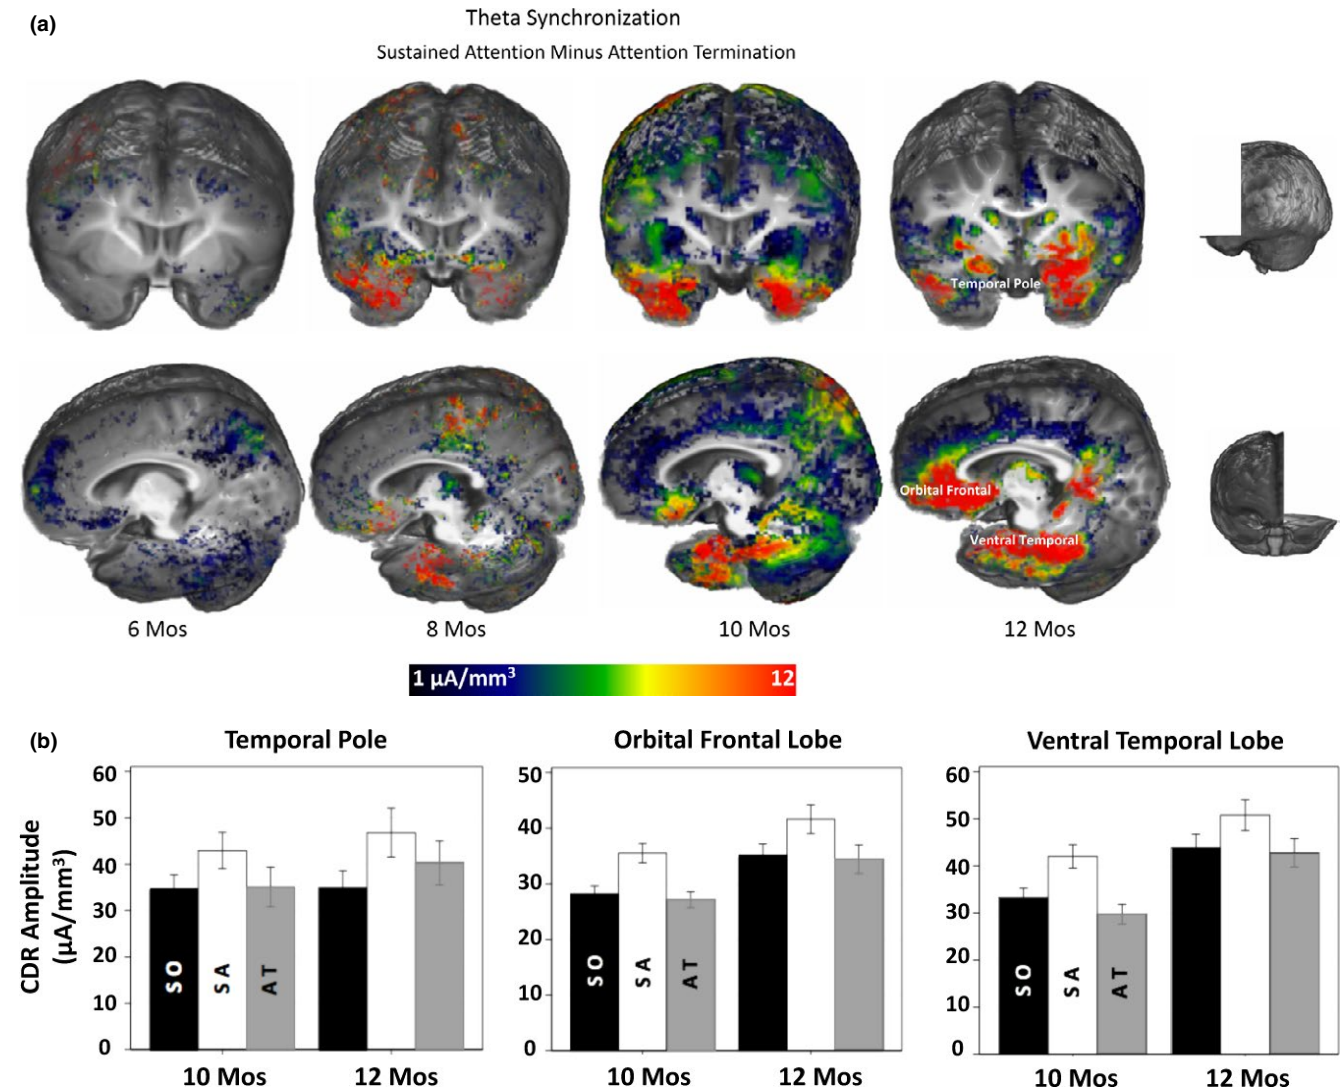 (a)
Theta Synchronization
Sustained Attention Minus Attention Termination
Temporal Pole
Orbital Frontal
Ventral Temporal
6 Mos
8 Mos
10 Mos
12 Mos
1 µA/mm³
12
(b)
Temporal Pole
Orbital Frontal Lobe
Ventral Temporal Lobe
CDR Amplitude
(µA/mm³)
60
50
40
30
20
10
0
SO
SA
AT
10 Mos
12 Mos
50
40
30
20
10
0
SO
SA
AT
10 Mos
12 Mos
60
50
40
30
20
10
0
SO
SA
AT
10 Mos
12 Mos